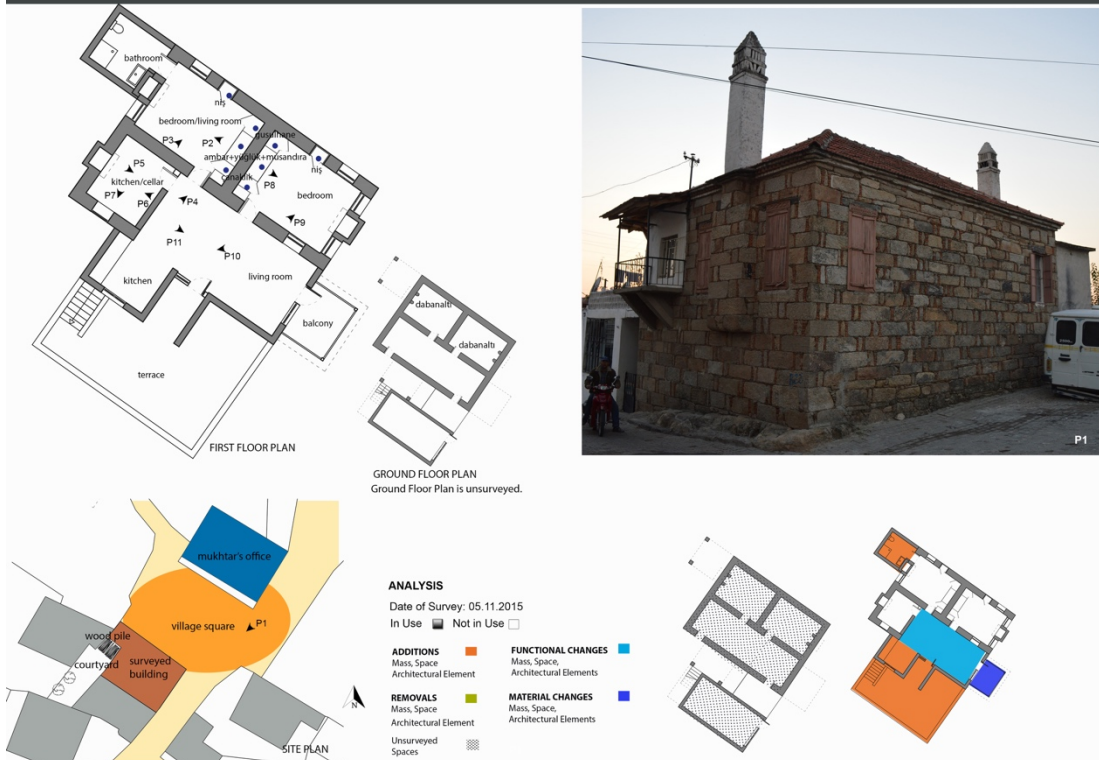 bathroom
niş
bedroom/living room
P3
P2
gusulhane
ambar+yüglük+musandıra
niş
P5
kitchen/cellar
çanaklık
P8
bedroom
P7
P6
P4
P9
P11
P10
kitchen
living room
balcony
terrace
FIRST FLOOR PLAN
dabanaltı
dabanaltı
GROUND FLOOR PLAN
Ground Floor Plan is unsurveyed.
P1
mukhtar's office
village square
P1
wood pile
courtyard
surveyed
building
N
SITE PLAN
ANALYSIS
Date of Survey: 05.11.2015
In Use
Not in Use
ADDITIONS
Mass, Space
Architectural Element
FUNCTIONAL CHANGES
Mass, Space,
Architectural Elements
REMOVALS
Mass, Space
Architectural Element
MATERIAL CHANGES
Mass, Space,
Architectural Elements
Unsurveyed
Spaces